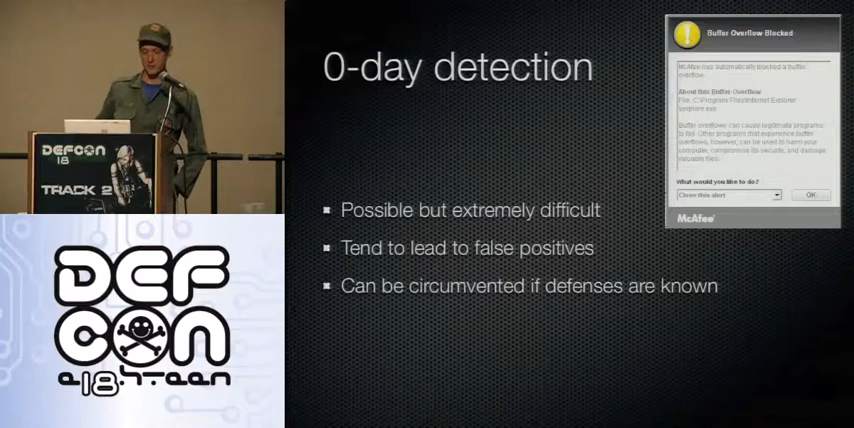 0-day detection
Possible but extremely difficult
Tend to lead to false positives
Can be circumvented if defenses are known
Buffer Overflow Blocked
McAfee has automatically blocked a buffer
overflow.
About this Buffer Overflow
File: C:\Program Files\Internet Explorer
\iexplore.exe
Buffer overflows can cause legitimate programs
to fail. Other programs that experience buffer
overflows, however, can be used to harm your
computer, compromise its security, and damage
valuable files.
What would you like to do?
Close this alert
OK
McAfee
DEFCON
18
TRACK 2
DEF
CON
e18hteen